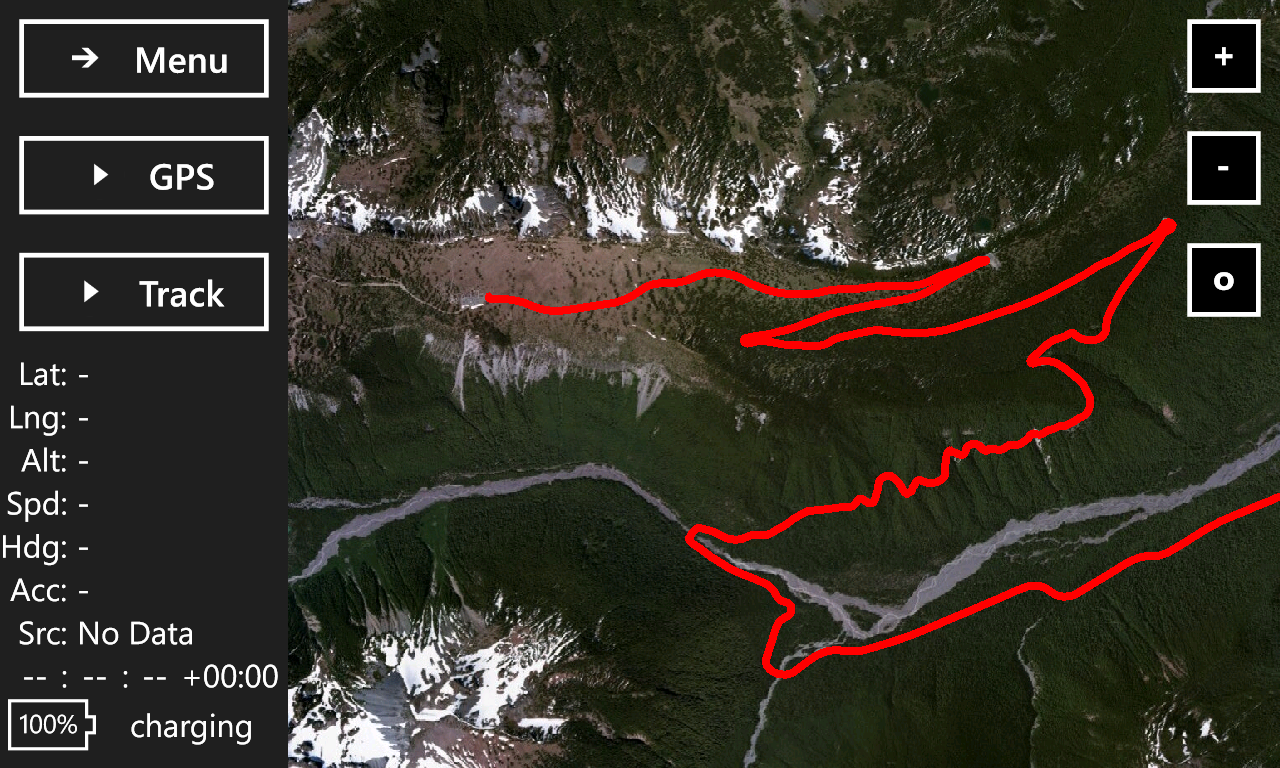 → Menu
GPS
Track
Lat: -
Lng: -
Alt: -
Spd: -
Hdg: -
Acc: -
Src: No Data
-- : -- : -- +00:00
100% charging
+
-
o